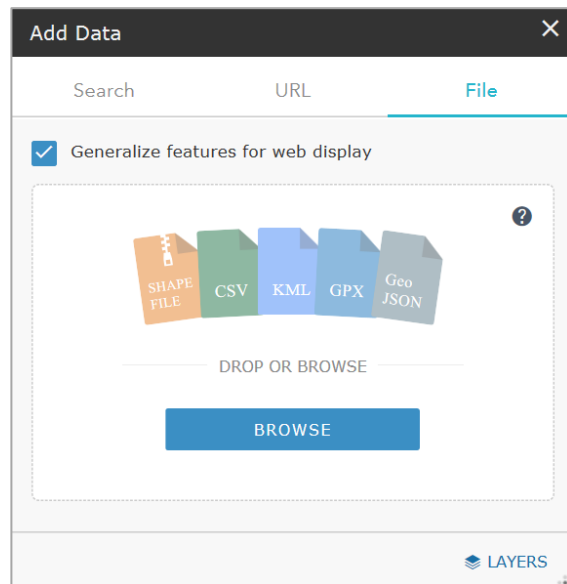 Add Data
Search URL File
Generalize features for web display
SHAPE
FILE
CSV
KML
GPX
Geo
JSON
DROP OR BROWSE
BROWSE
LAYERS